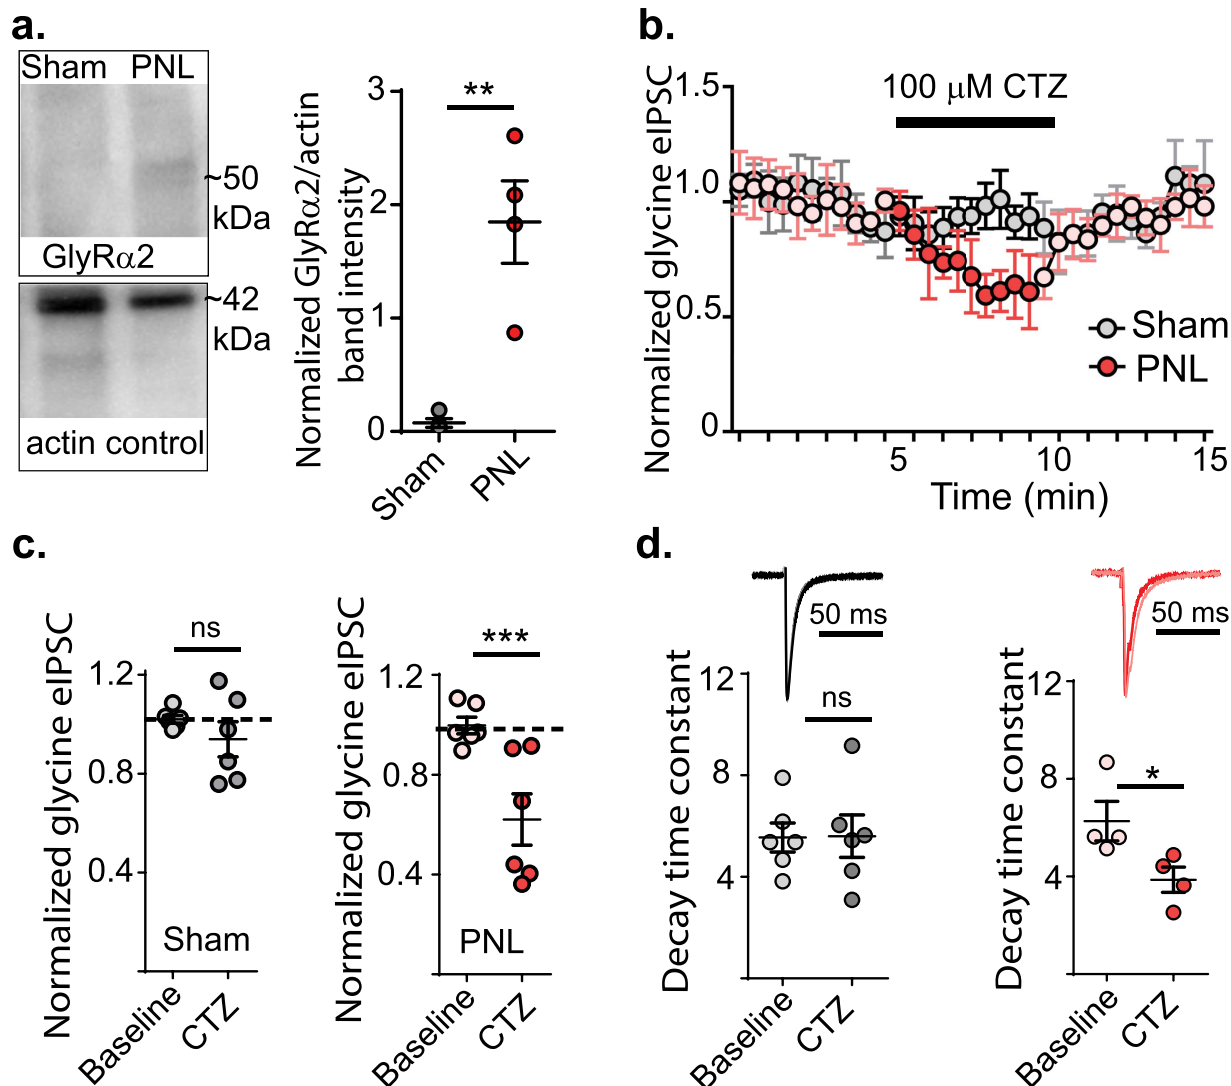 a.
Sham PNL
~50
kDa
GlyRα2
~42
kDa
actin control
Normalized GlyRα2/actin
band intensity
3
2
1
0
**
Sham
PNL
b.
Normalized glycine eIPSC
1.5
1.0
0.5
0
100 μM CTZ
Sham
PNL
5
10
15
Time (min)
c.
Normalized glycine eIPSC
1.2
0.8
0.4
ns
Sham
Baseline
CTZ
Normalized glycine eIPSC
1.2
0.8
0.4
***
PNL
Baseline
CTZ
d.
50 ms
Decay time constant
12
8
4
ns
Baseline
CTZ
50 ms
Decay time constant
12
8
4
*
Baseline
CTZ